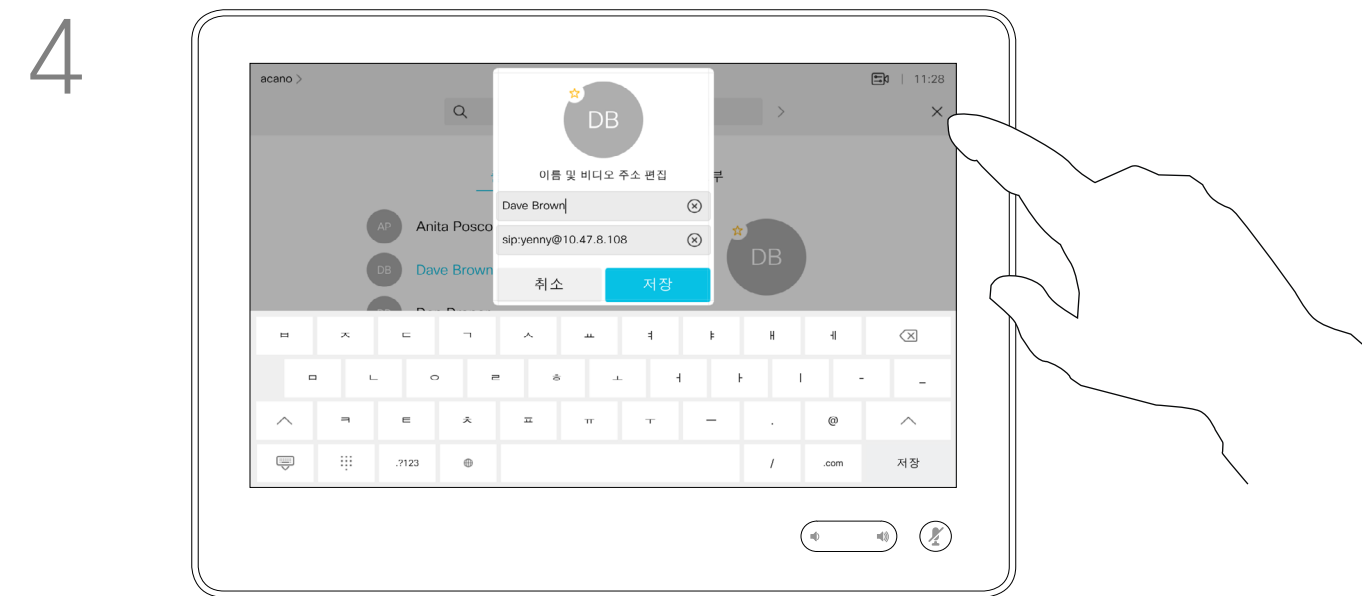 4
acano >
11:28
DB
이름 및 비디오 주소 편집
부
Dave Brown
AP Anita Posco
sip:yenny@10.47.8.108
DB
DB Dave Brown
취소 저장
ㅂ ㅈ ㄷ ㄱ ㅅ ㅛ ㅕ ㅑ ㅐ ㅔ
ㅁ ㄴ ㅇ ㄹ ㅎ ㅗ ㅓ ㅏ ㅣ - _
ㅋ ㅌ ㅊ ㅍ ㅠ ㅜ ㅡ . @
.?123 / .com 저장